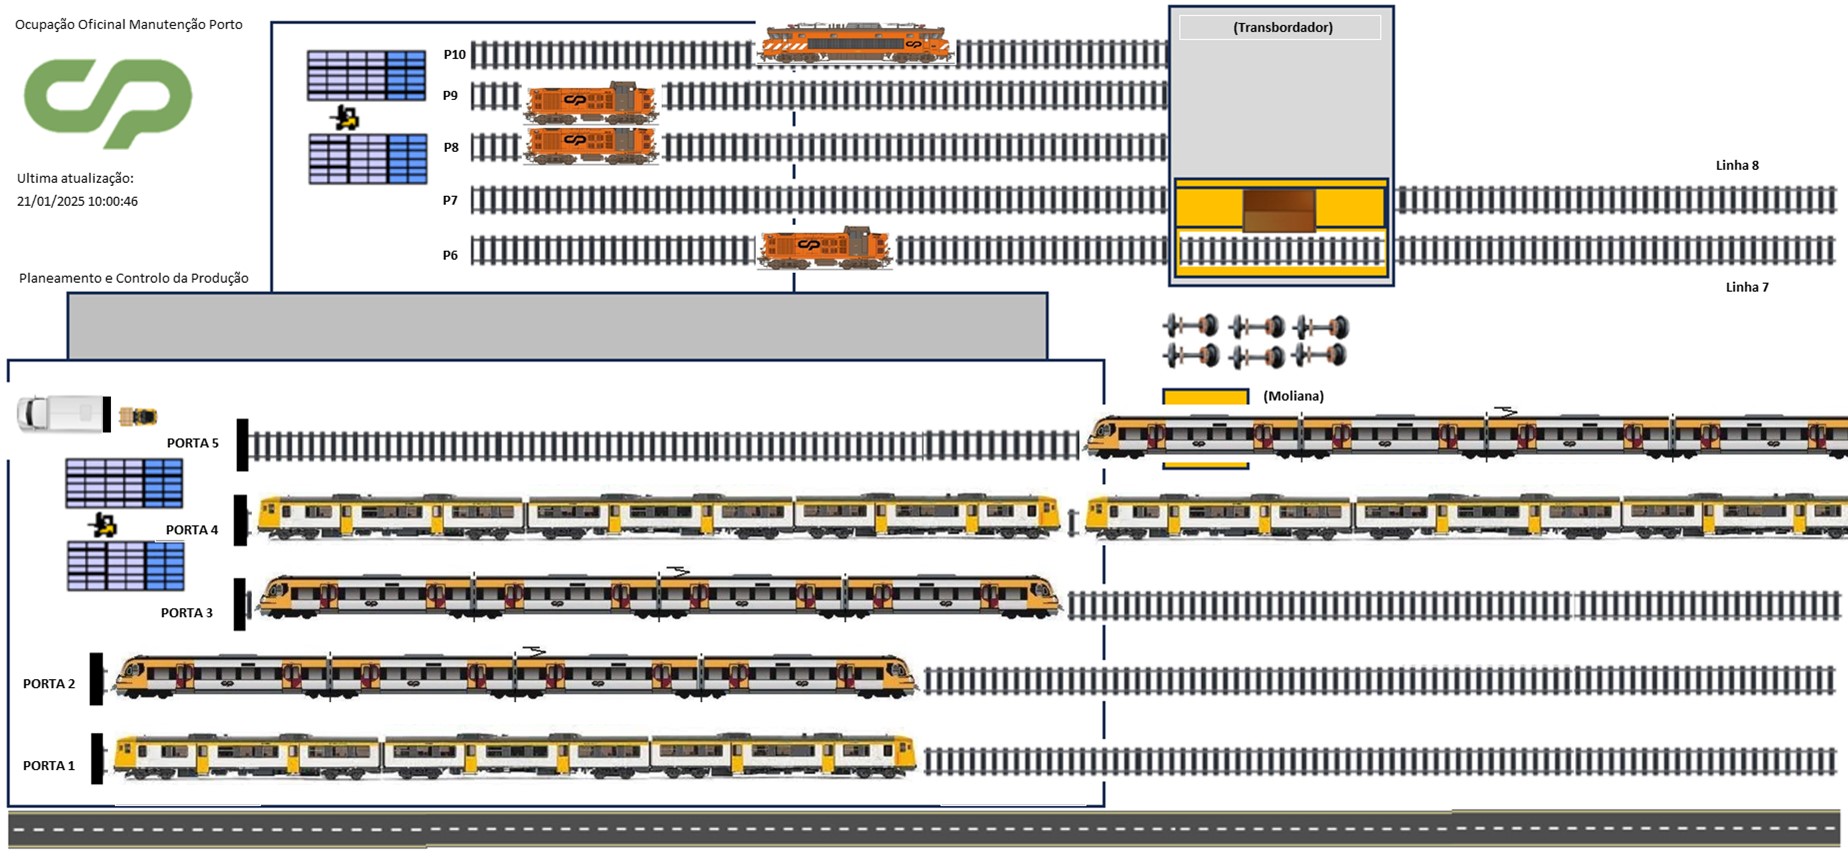 Ocupação Oficinal Manutenção Porto
Ultima atualização:
21/01/2025 10:00:46
Planeamento e Controlo da Produção
P10
P9
P8
P7
P6
(Transbordador)
Linha 8
Linha 7
(Moliana)
PORTA 5
PORTA 4
PORTA 3
PORTA 2
PORTA 1